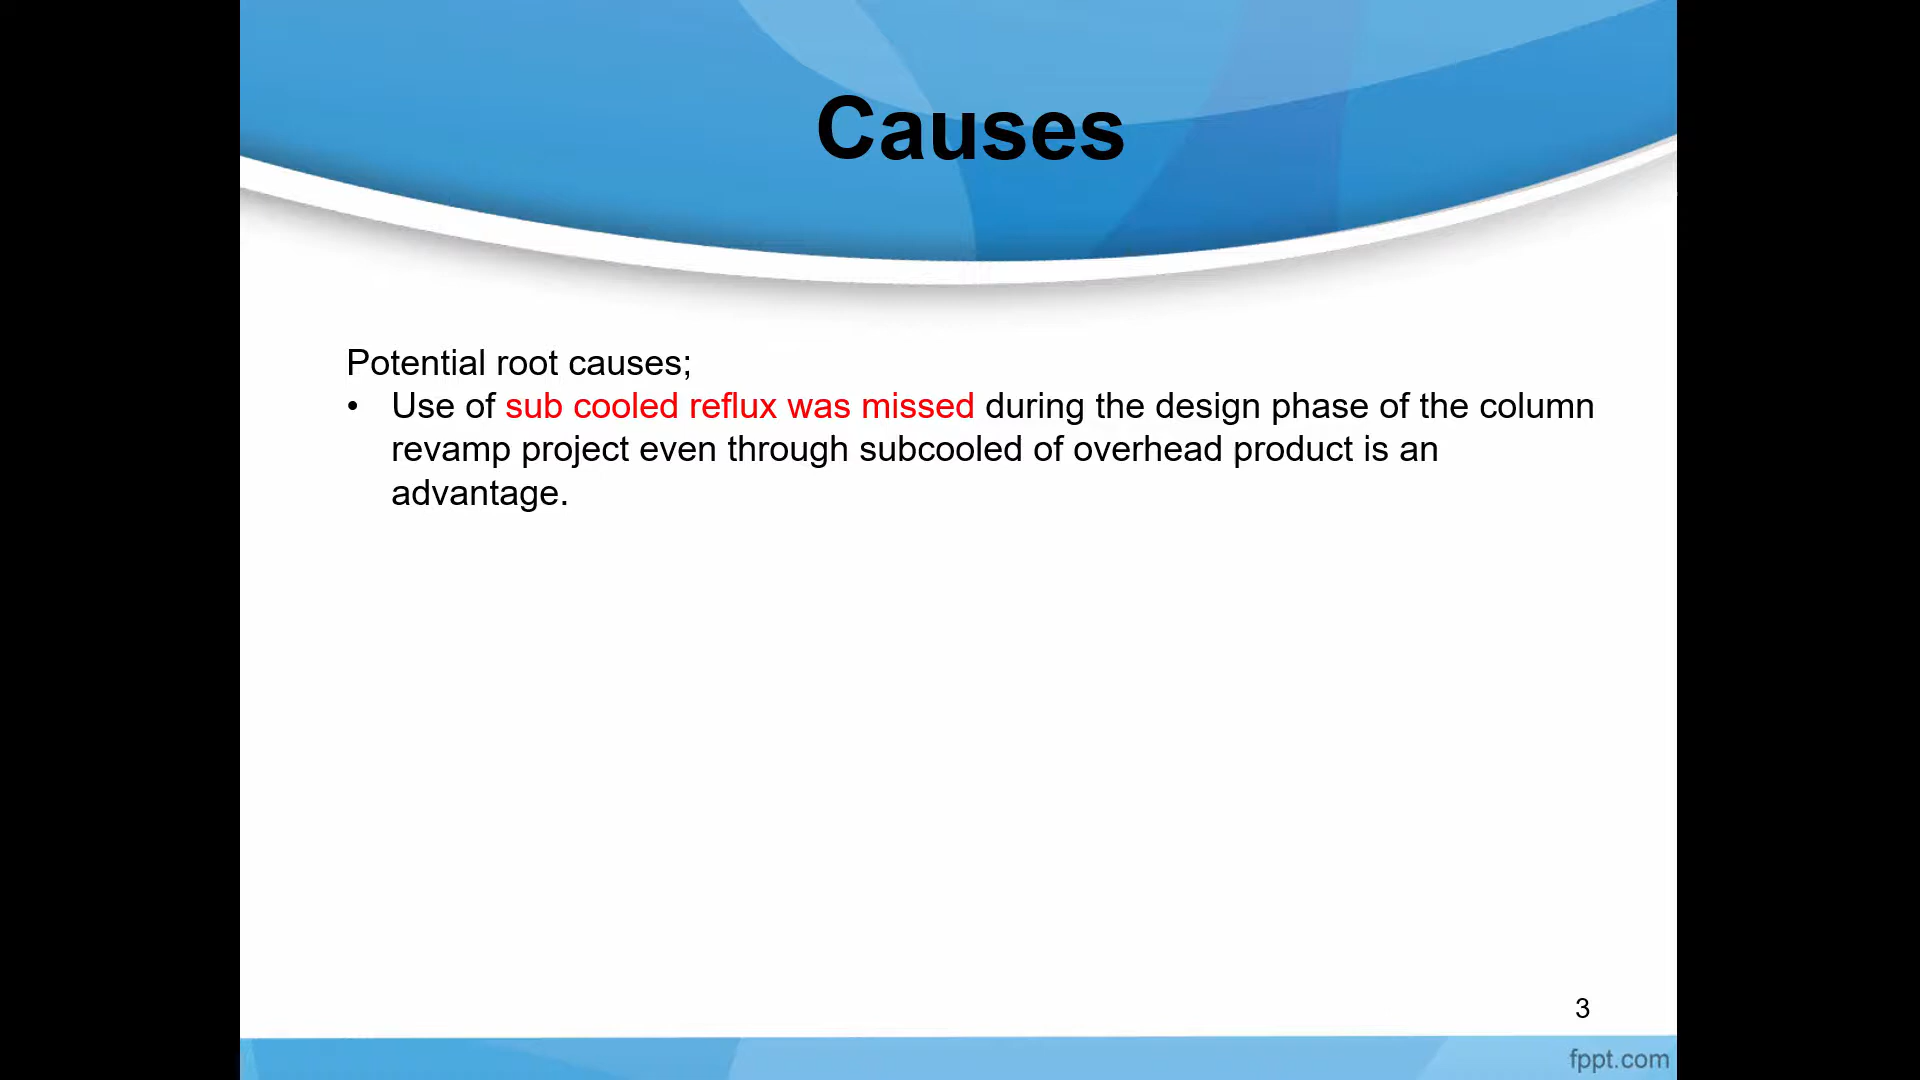 Causes
Potential root causes;
• Use of sub cooled reflux was missed during the design phase of the column
revamp project even through subcooled of overhead product is an
advantage.
3
fppt.com